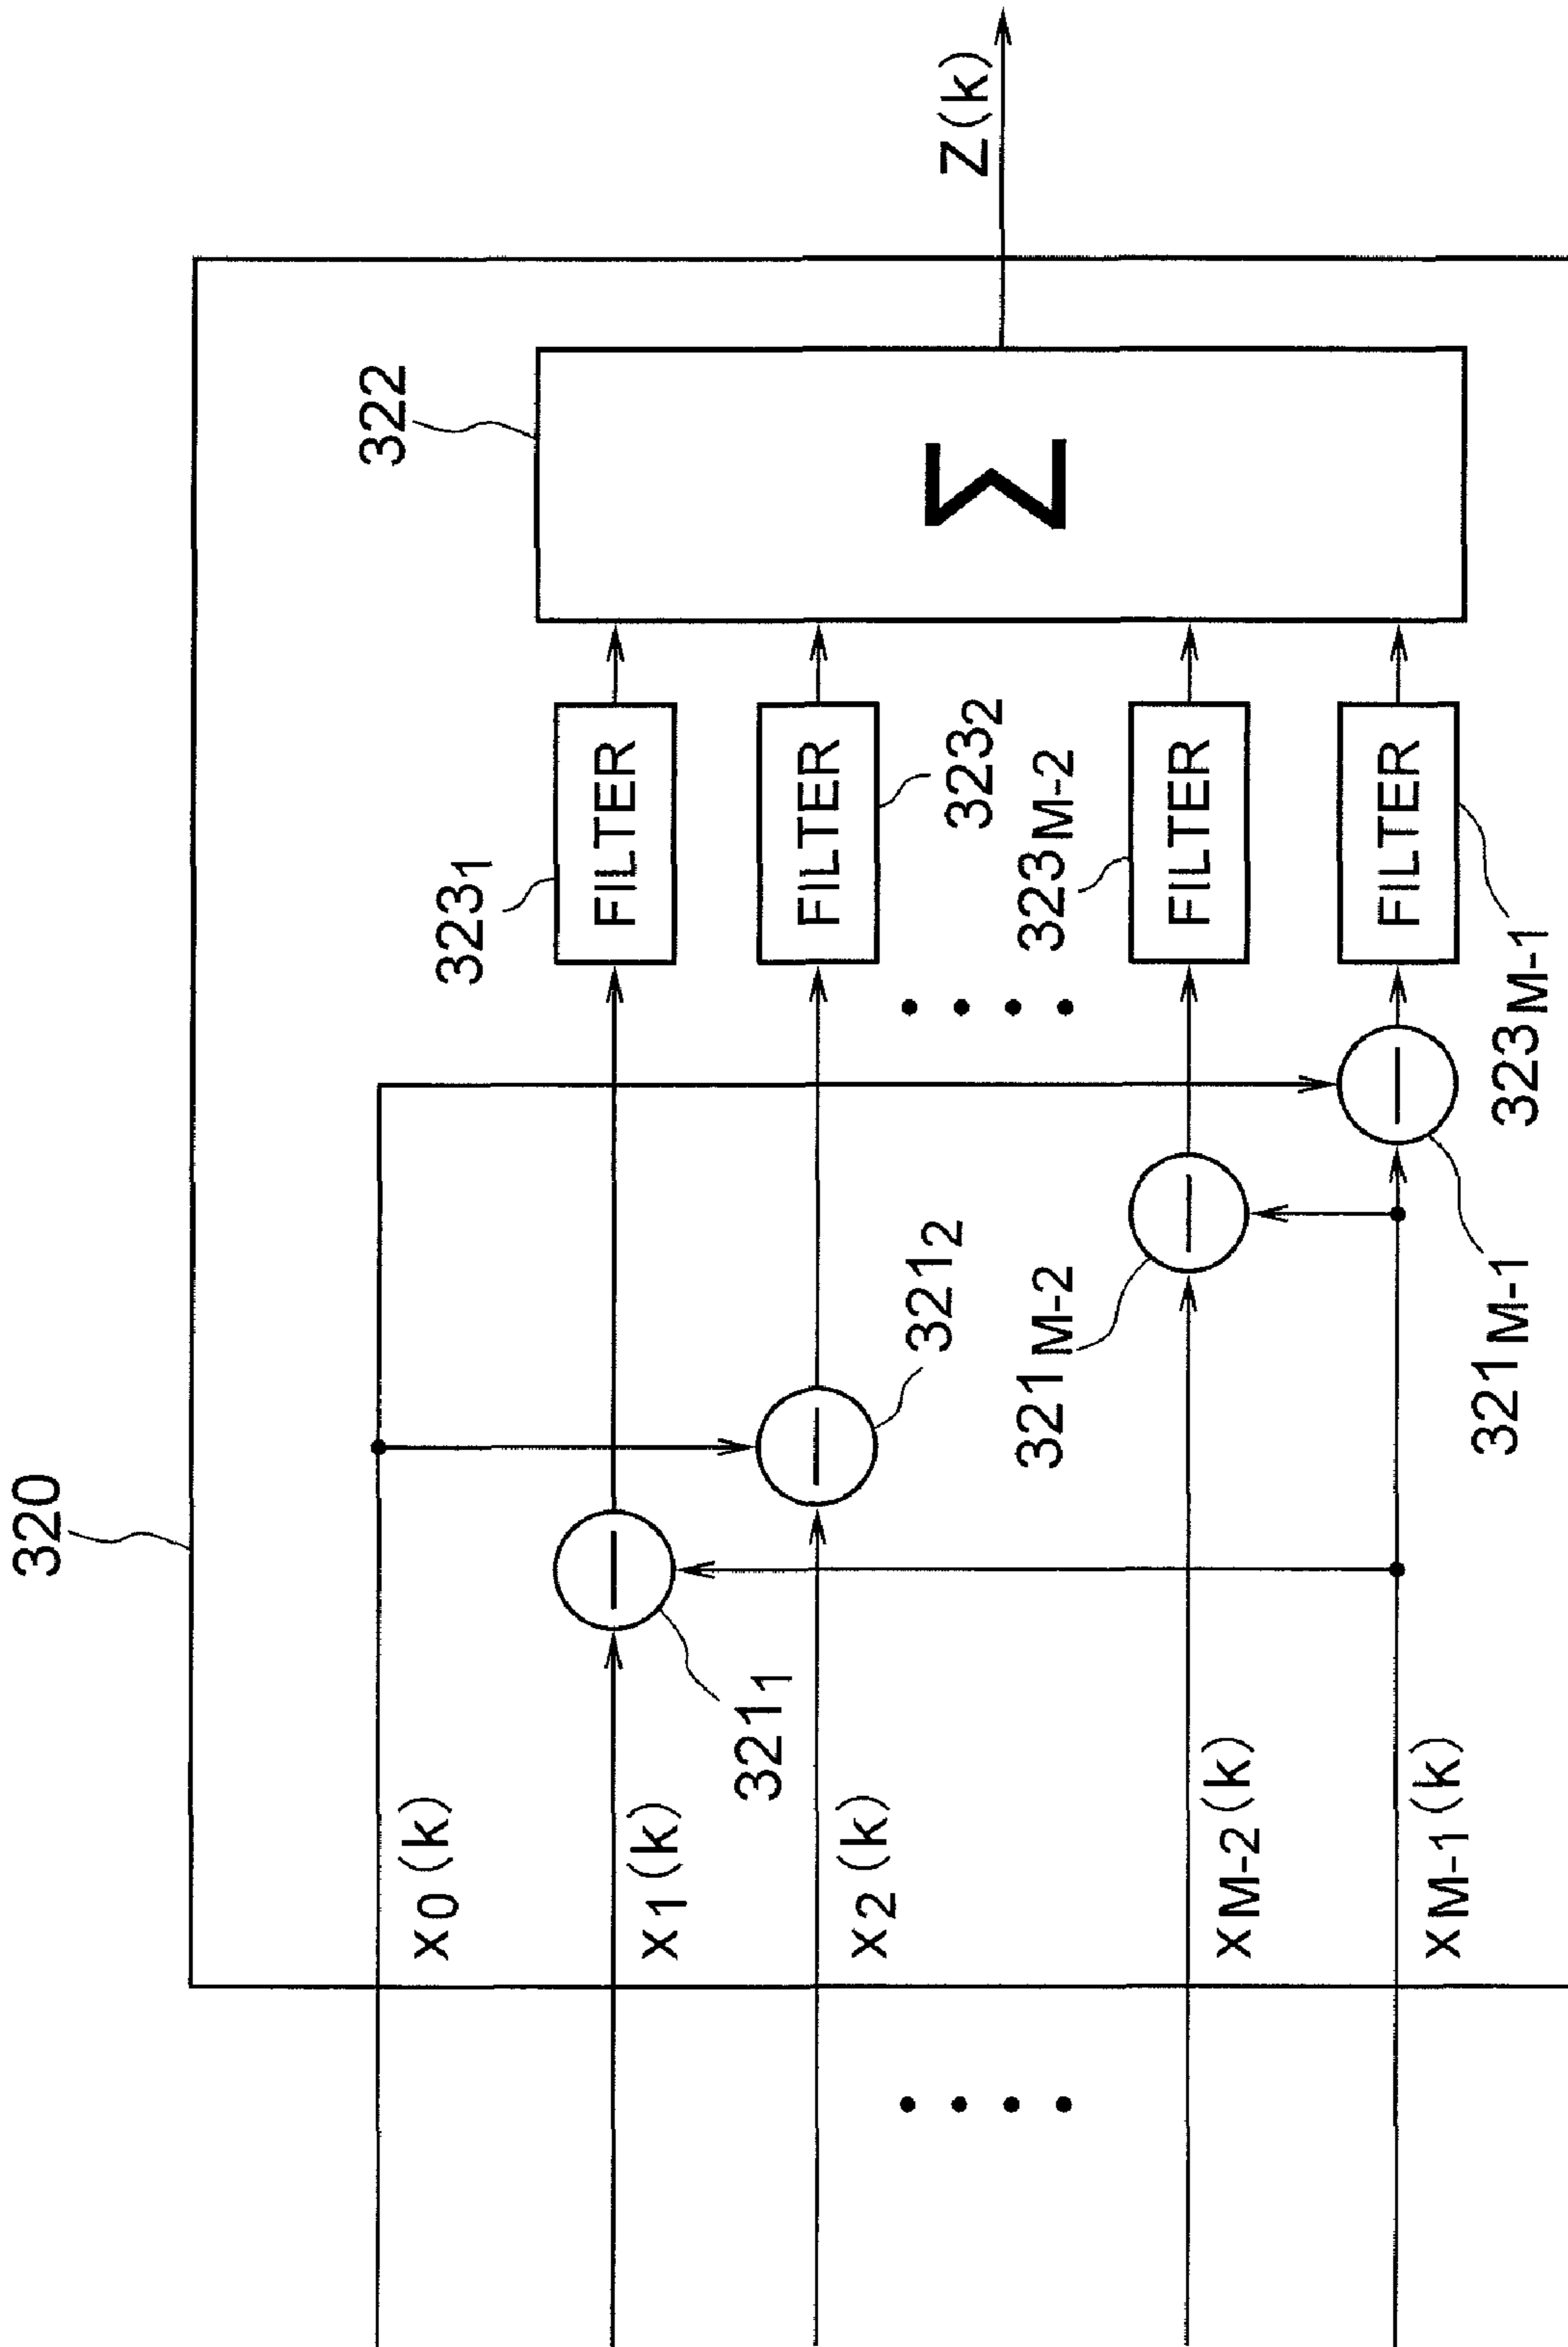 320
322
Z(k)
Σ
323₁
FILTER
FILTER
323₂
323M-2
FILTER
FILTER
323M-1
321₁
321₂
321M-2
321M-1
x₀(k)
x₁(k)
x₂(k)
xM-2(k)
xM-1(k)